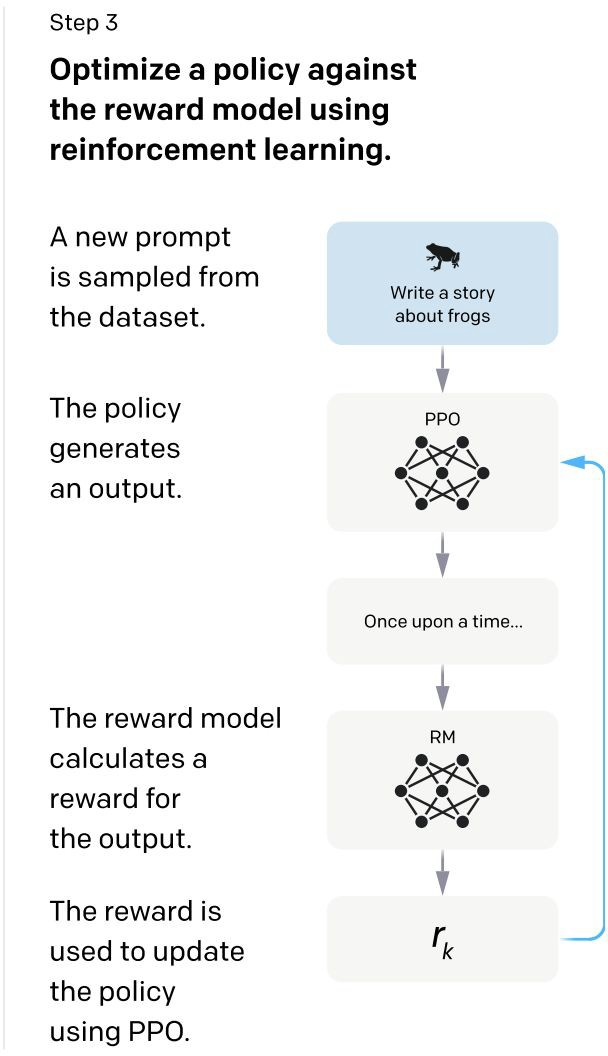 Step 3
Optimize a policy against
the reward model using
reinforcement learning.
A new prompt
is sampled from
the dataset.
Write a story
about frogs
The policy
generates
an output.
PPO
Once upon a time...
The reward model
calculates a
reward for
the output.
RM
The reward is
used to update
the policy
using PPO.
rk